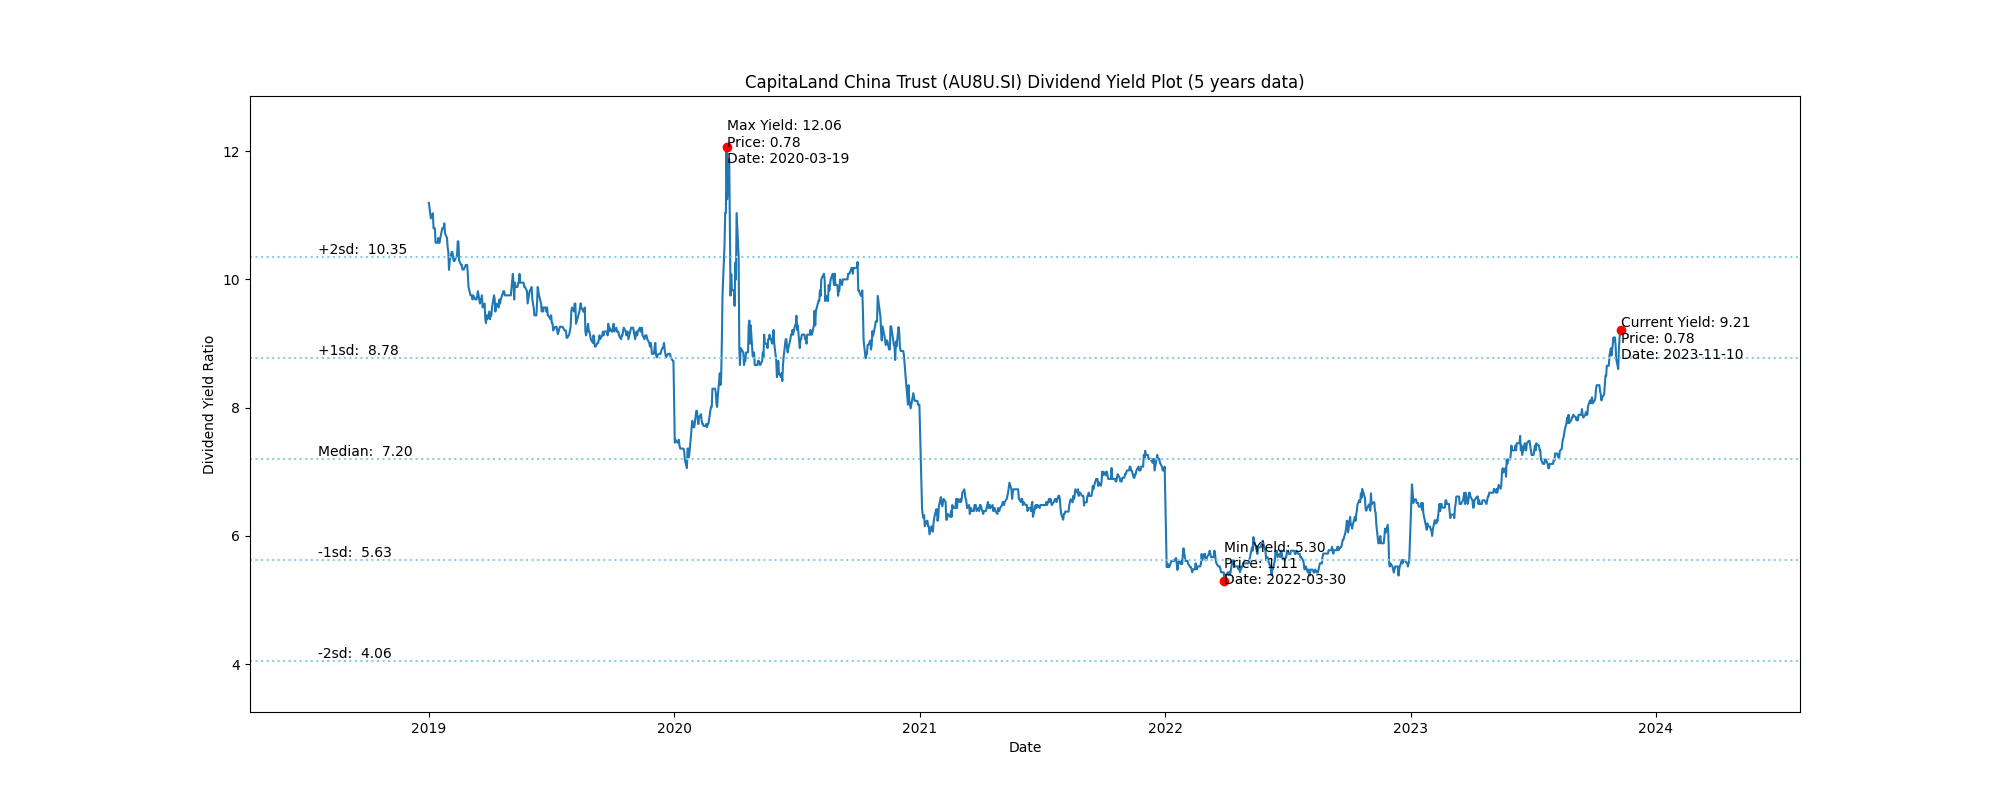 CapitaLand China Trust (AU8U.SI) Dividend Yield Plot (5 years data)
Max Yield: 12.06
Price: 0.78
Date: 2020-03-19
+2sd:  10.35
Current Yield: 9.21
Price: 0.78
Date: 2023-11-10
+1sd:  8.78
Median:  7.20
Min Yield: 5.30
Price: 1.11
Date: 2022-03-30
-1sd:  5.63
-2sd:  4.06
Dividend Yield Ratio
12
10
8
6
4
2019
2020
2021
2022
2023
2024
Date